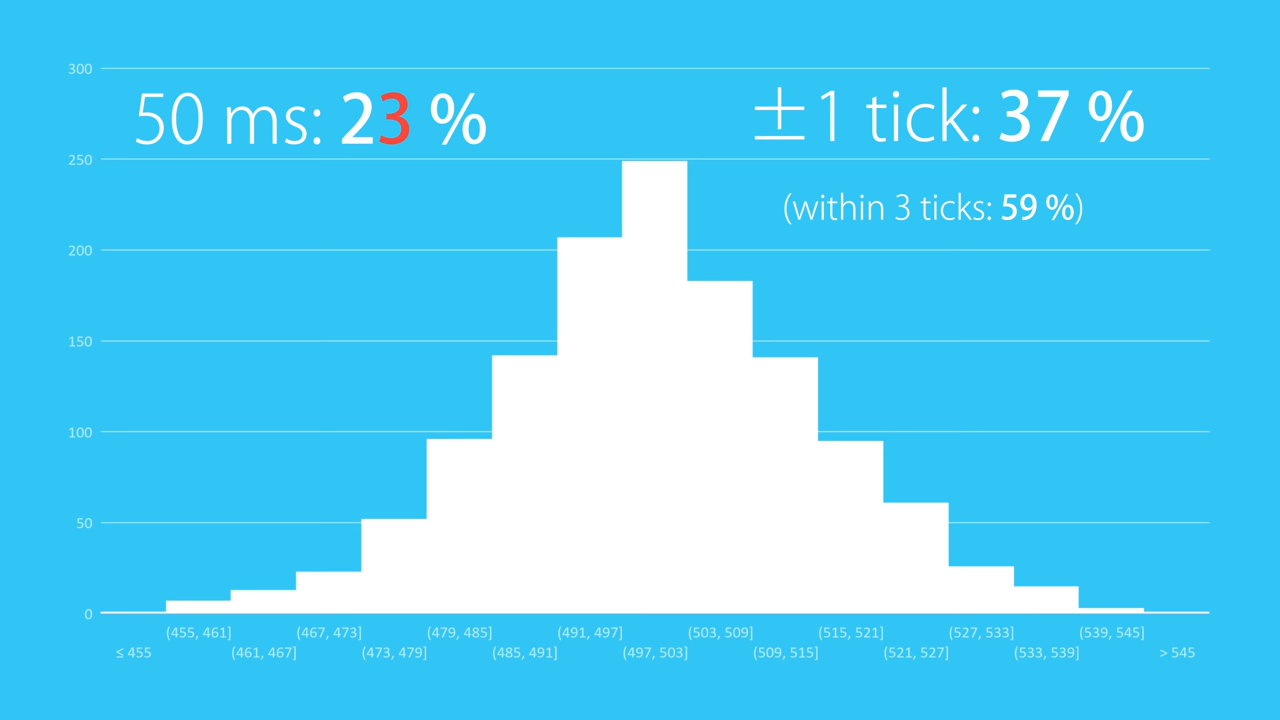 300
50 ms: 23 %
±1 tick: 37 %
250
(within 3 ticks: 59 %)
200
150
100
50
0
(455, 461] (467, 473] (479, 485] (491, 497] (503, 509] (515, 521] (527, 533] (539, 545]
≤ 455 (461, 467] (473, 479] (485, 491] (497, 503] (509, 515] (521, 527] (533, 539] > 545